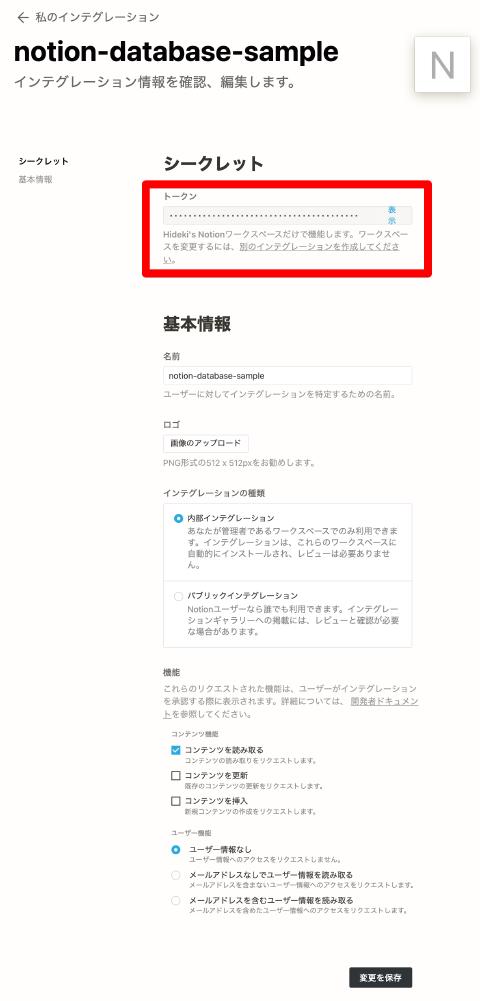 ← 私のインテグレーション
notion-database-sample
インテグレーション情報を確認、編集します。
N
シークレット
基本情報
シークレット
トークン
••••••••••••••••••••••••••••••••••••••••
表
示
Hideki's Notionワークスペースだけで機能します。ワークスペー
スを変更するには、別のインテグレーションを作成してくださ
い。
基本情報
名前
notion-database-sample
ユーザーに対してインテグレーションを特定するための名前。
ロゴ
画像のアップロード
PNG形式の512 x 512pxをお勧めします。
インテグレーションの種類
内部インテグレーション
あなたが管理者であるワークスペースでのみ利用できま
す。インテグレーションは、これらのワークスペースに
自動的にインストールされ、レビューは必要ありませ
ん。
パブリックインテグレーション
Notionユーザーなら誰でも利用できます。インテグレー
ションギャラリーへの掲載には、レビューと確認が必要
な場合があります。
機能
これらのリクエストされた機能は、ユーザーがインテグレーション
を承認する際に表示されます。詳細については、 開発者ドキュメン
トを参照してください。
コンテンツ機能
コンテンツを読み取る
コンテンツの読み取りをリクエストします。
コンテンツを更新
既存のコンテンツの更新をリクエストします。
コンテンツを挿入
新規コンテンツの作成をリクエストします。
ユーザー機能
ユーザー情報なし
ユーザー情報へのアクセスをリクエストしません。
メールアドレスなしでユーザー情報を読み取る
メールアドレスを含まないユーザー情報へのアクセスをリクエストします。
メールアドレスを含むユーザー情報を読み取る
メールアドレスを含めたユーザー情報へのアクセスをリクエストします。
変更を保存